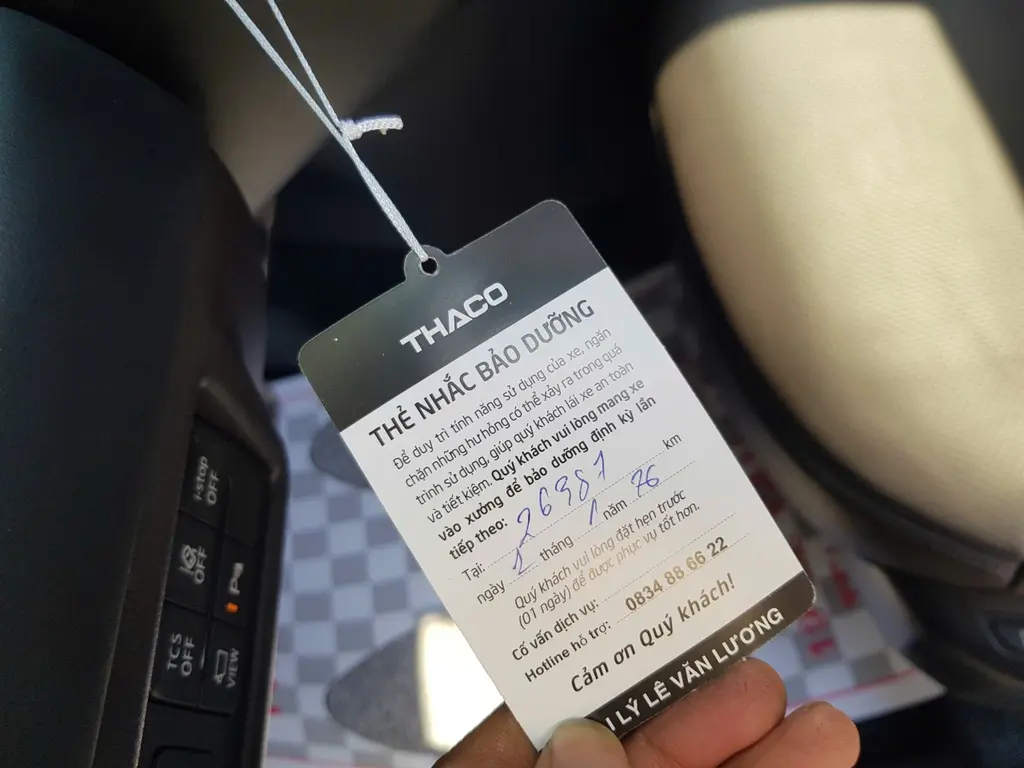 THACO
THẺ NHẮC BẢO DƯỠNG
Để duy trì tính năng sử dụng của xe, ngăn
chặn những hư hỏng có thể xảy ra trong quá
trình sử dụng, giúp quý khách lái xe an toàn
và tiết kiệm. Quý khách vui lòng mang xe
vào xưởng để bảo dưỡng định kỳ lần
tiếp theo:
Tại: 26987 km
ngày 2 tháng 1 năm 26
Quý khách vui lòng đặt hẹn trước
(01 ngày) để được phục vụ tốt hơn.
Cố vấn dịch vụ:
Hotline hỗ trợ: 0834 88 66 22
Cảm ơn Quý khách!
LÝ LÊ VĂN LƯƠNG
i-stop
OFF
OFF
P
TCS
OFF
VIEW